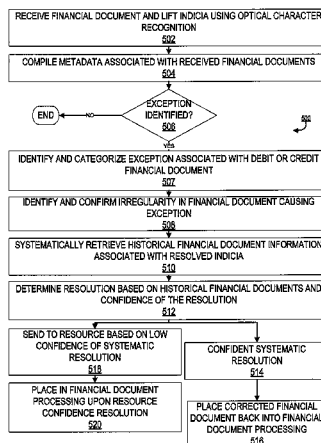 RECEIVE FINANCIAL DOCUMENT AND LIFT INDICIA USING OPTICAL CHARACTER
RECOGNITION
502
COMPILE METADATA ASSOCIATED WITH RECEIVED FINANCIAL DOCUMENTS
504
EXCEPTION
IDENTIFIED?
506
END
NO
500
YES
IDENTIFY AND CATEGORIZE EXCEPTION ASSOCIATED WITH DEBIT OR CREDIT
FINANCIAL DOCUMENT
507
IDENTIFY AND CONFIRM IRREGULARITY IN FINANCIAL DOCUMENT CAUSING
EXCEPTION
508
SYSTEMATICALLY RETRIEVE HISTORICAL FINANCIAL DOCUMENT INFORMATION
ASSOCIATED WITH RESOLVED INDICIA
510
DETERMINE RESOLUTION BASED ON HISTORICAL FINANCIAL DOCUMENTS AND
CONFIDENCE OF THE RESOLUTION
512
SEND TO RESOURCE BASED ON LOW
CONFIDENCE OF SYSTEMATIC
RESOLUTION
518
CONFIDENT SYSTEMATIC
RESOLUTION
514
PLACE IN FINANCIAL DOCUMENT
PROCESSING UPON RESOURCE
CONFIDENCE RESOLUTION
520
PLACE CORRECTED FINANCIAL
DOCUMENT BACK INTO FINANCIAL
DOCUMENT PROCESSING
516